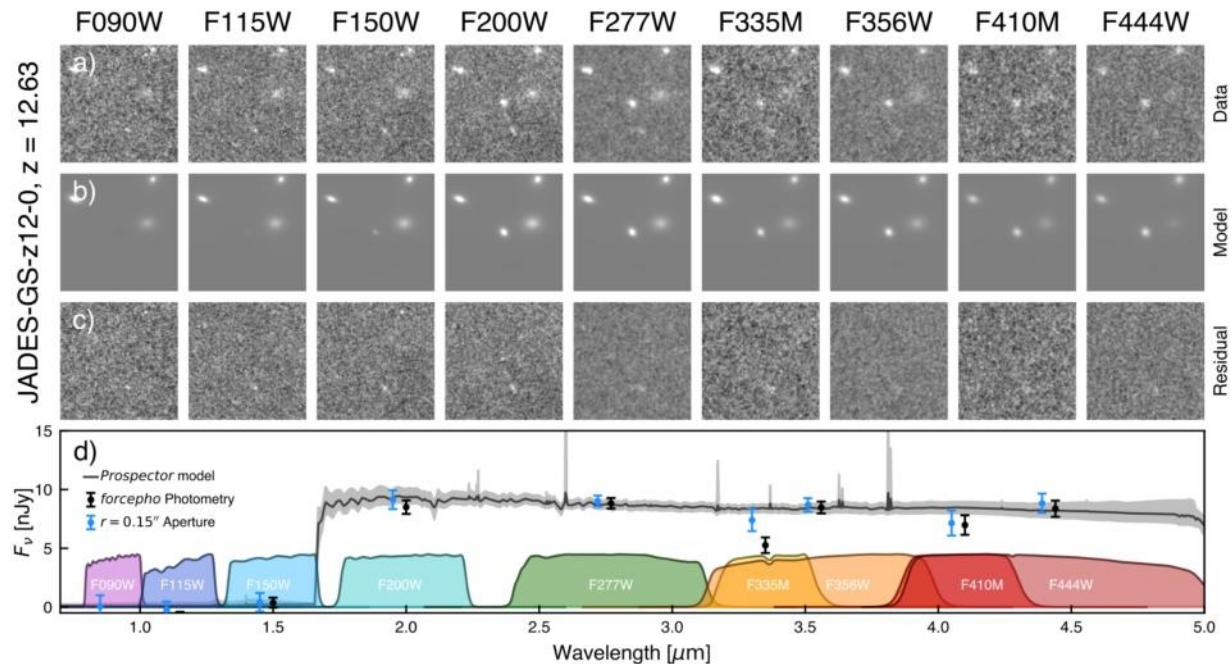 F090W F115W F150W F200W F277W F335M F356W F410M F444W
JADES-GS-z12-0, z = 12.63
a)
Data
b)
Model
c)
Residual
d)
15
10
5
0
F_ν [nJy]
Prospector model
forcepho Photometry
r = 0.15″ Aperture
F090W F115W F150W F200W F277W F335M F356W F410M F444W
1.0 1.5 2.0 2.5 3.0 3.5 4.0 4.5 5.0
Wavelength [μm]